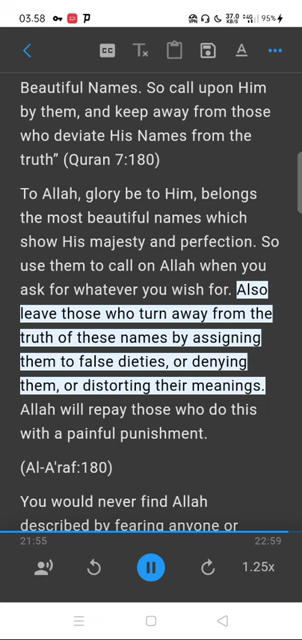 03.58
37.0
KB/S
95%
CC
Beautiful Names. So call upon Him
by them, and keep away from those
who deviate His Names from the
truth” (Quran 7:180)
To Allah, glory be to Him, belongs
the most beautiful names which
show His majesty and perfection. So
use them to call on Allah when you
ask for whatever you wish for. Also
leave those who turn away from the
truth of these names by assigning
them to false dieties, or denying
them, or distorting their meanings.
Allah will repay those who do this
with a painful punishment.
(Al-A'raf:180)
You would never find Allah
described by fearing anyone or
21:55 22:59
1.25x